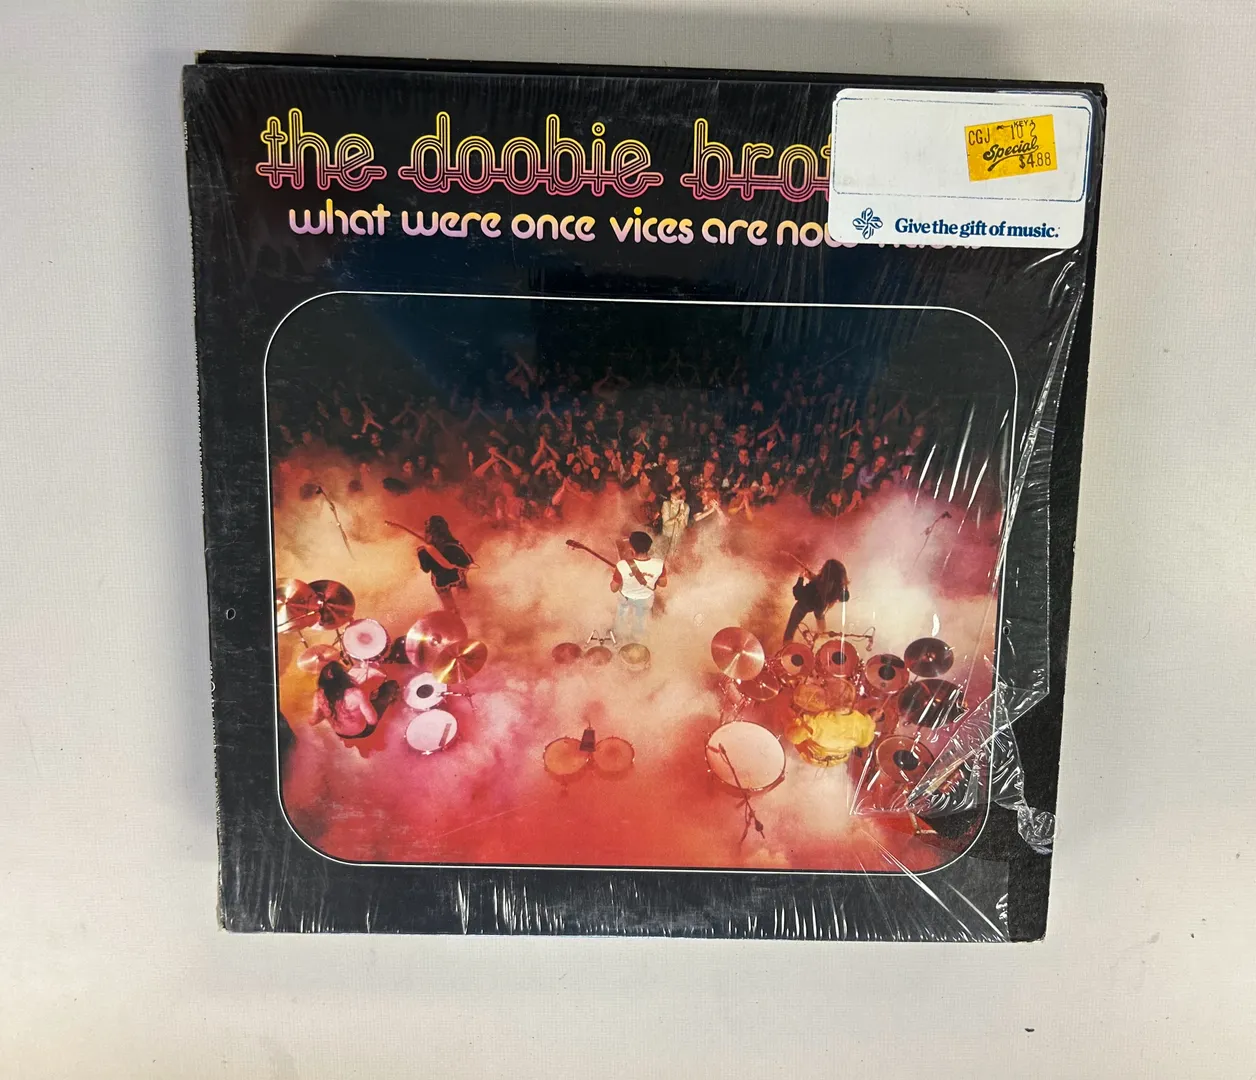 the doobie brot
what were once vices are now
KEY
CGJ 10 2
Special
$4.88
Give the gift of music.